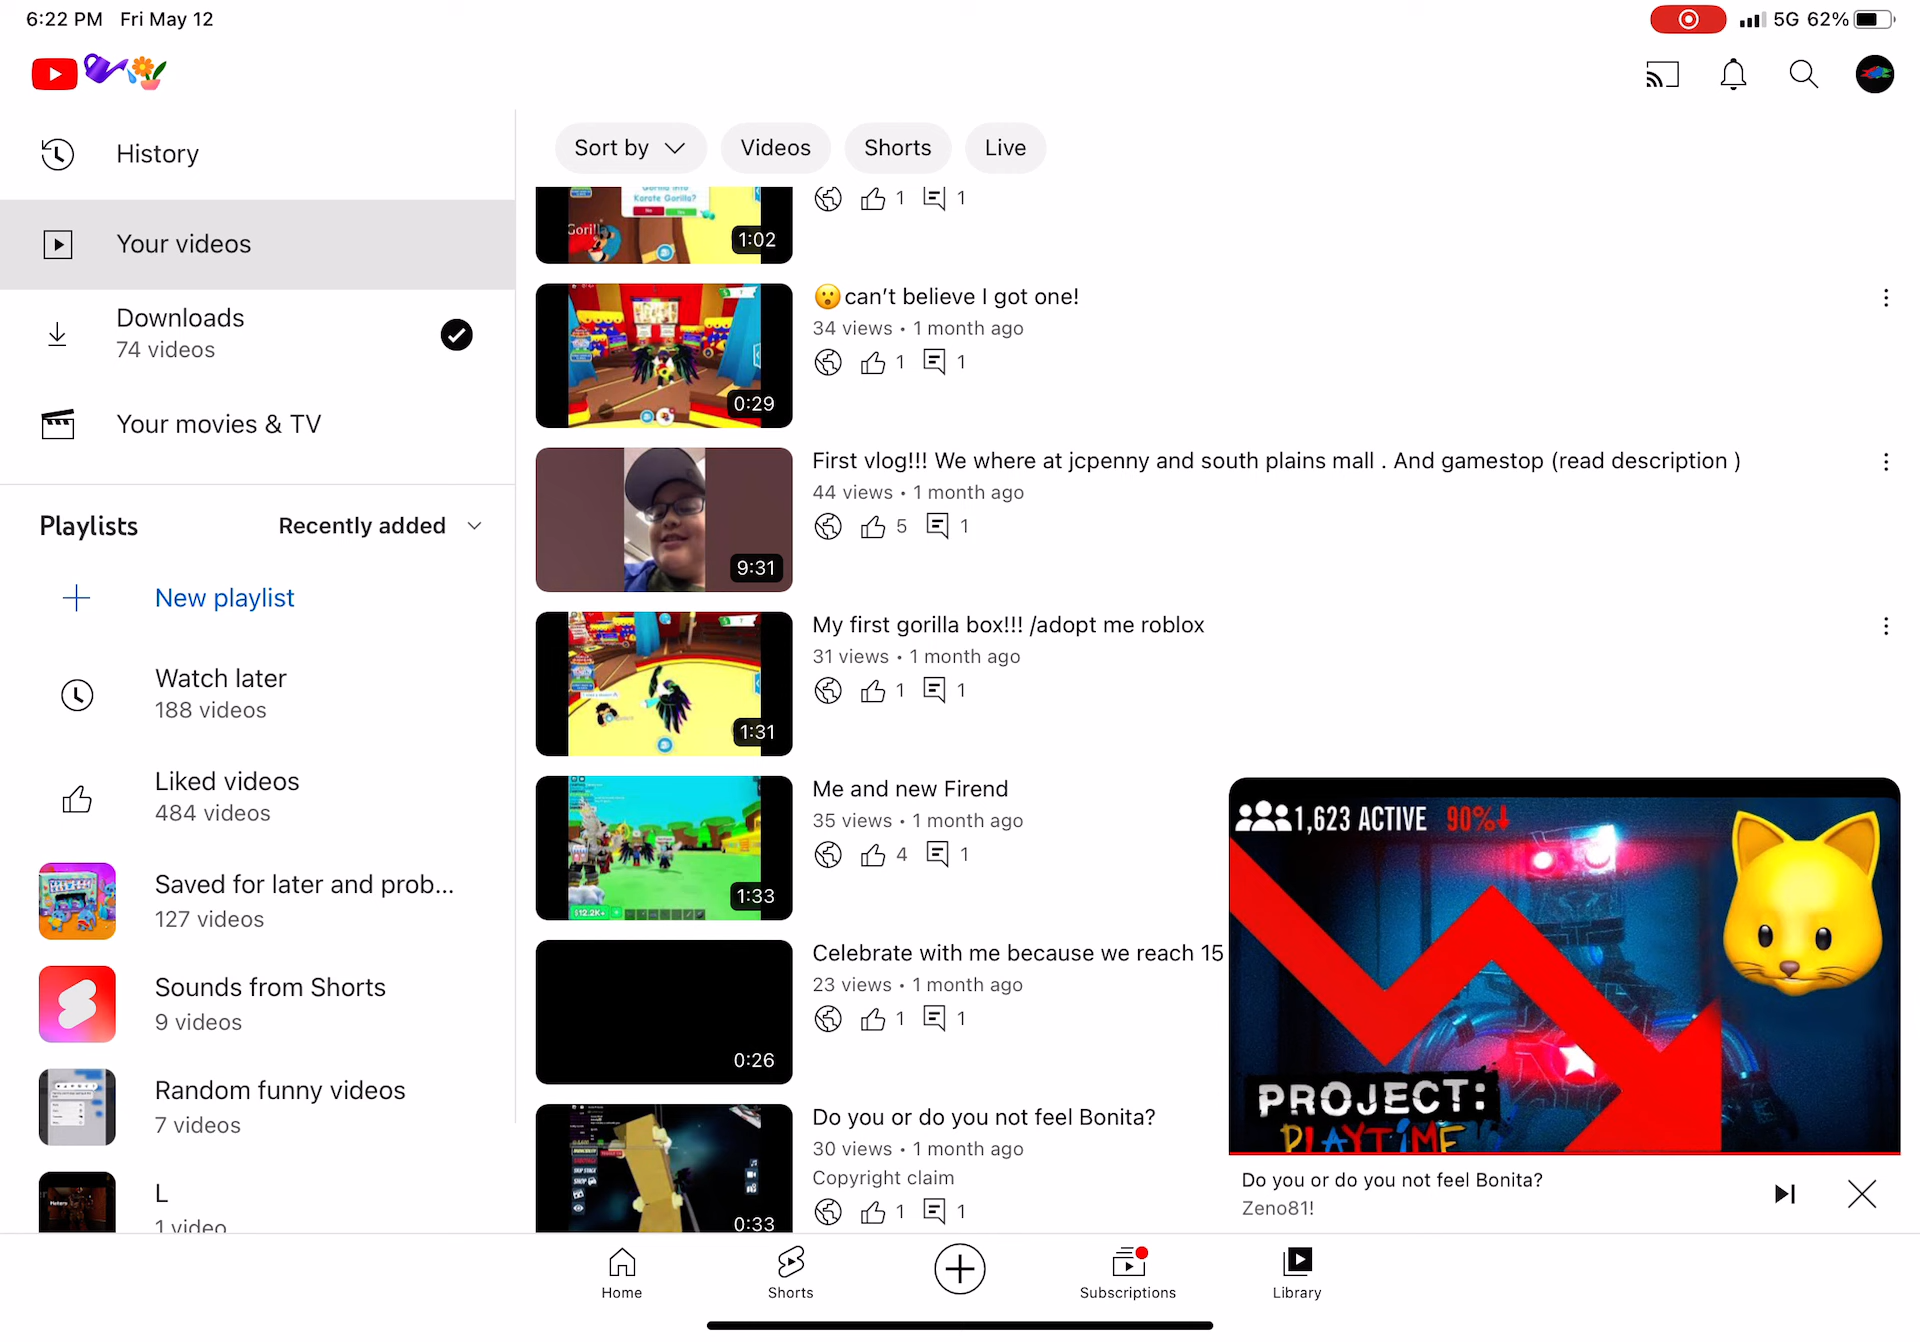 6:22 PM Fri May 12
5G 62%
History
Your videos
Downloads
74 videos
Your movies & TV
Playlists
Recently added
New playlist
Watch later
188 videos
Liked videos
484 videos
Saved for later and prob...
127 videos
Sounds from Shorts
9 videos
Random funny videos
7 videos
L
1 video
Sort by
Videos
Shorts
Live
Karate Gorilla?
1:02
1
1
😮can't believe I got one!
34 views • 1 month ago
1
1
0:29
First vlog!!! We where at jcpenny and south plains mall . And gamestop (read description )
44 views • 1 month ago
5
1
9:31
My first gorilla box!!! /adopt me roblox
31 views • 1 month ago
1
1
1:31
Me and new Firend
35 views • 1 month ago
4
1
$12.2K+
1:33
Celebrate with me because we reach 15
23 views • 1 month ago
1
1
0:26
Do you or do you not feel Bonita?
30 views • 1 month ago
Copyright claim
1
1
0:33
1,623 ACTIVE 90%
PROJECT:
PLAYTIME
Do you or do you not feel Bonita?
Zeno81!
Home
Shorts
Subscriptions
Library